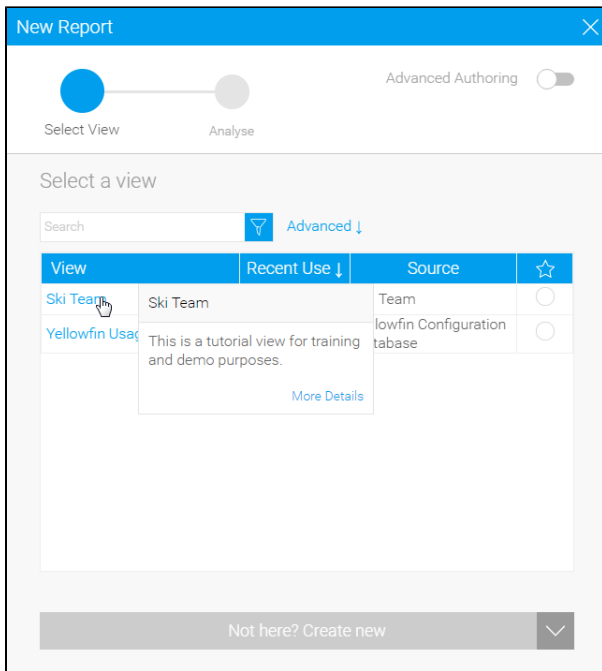 New Report
Advanced Authoring
Select View
Analyse
Select a view
Search
Advanced ↓
View Recent Use ↓ Source
Ski Team Team
Ski Team
Yellowfin Usag lowfin Configuration
tabase
This is a tutorial view for training
and demo purposes.
More Details
Not here? Create new